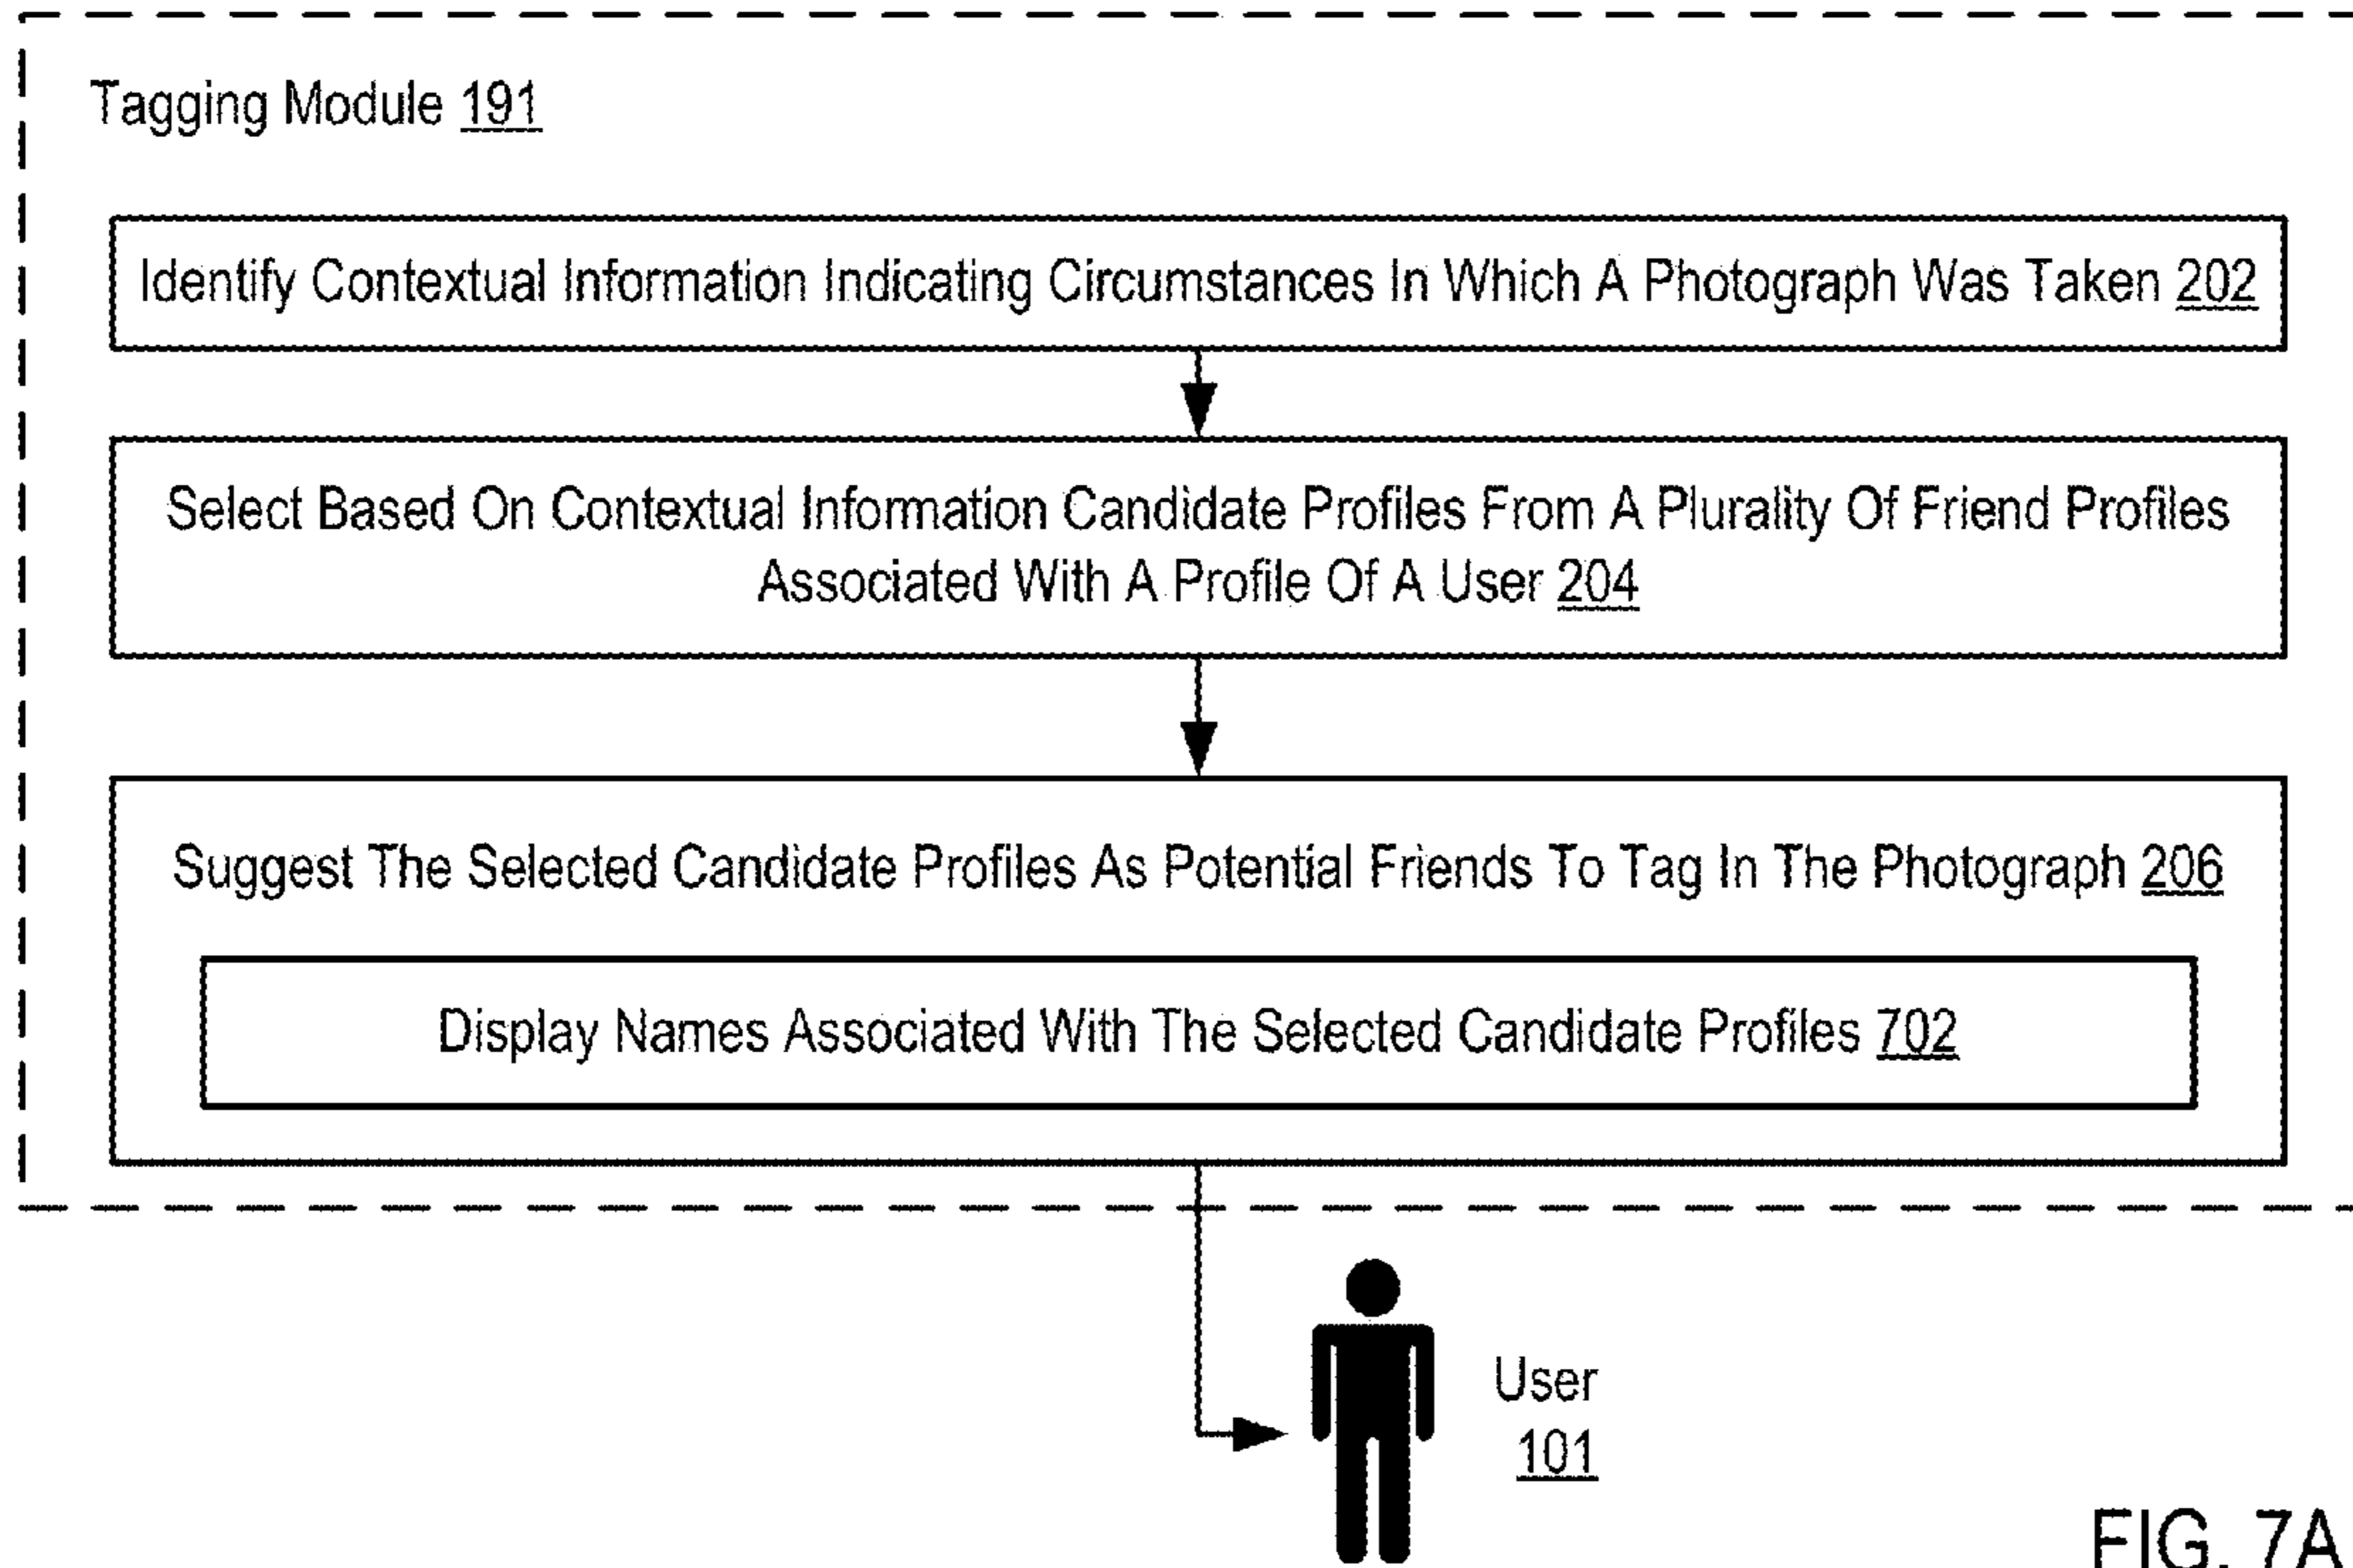 Tagging Module 191
Identify Contextual Information Indicating Circumstances In Which A Photograph Was Taken 202
Select Based On Contextual Information Candidate Profiles From A Plurality Of Friend Profiles
Associated With A Profile Of A User 204
Suggest The Selected Candidate Profiles As Potential Friends To Tag In The Photograph 206
Display Names Associated With The Selected Candidate Profiles 702
User
101
FIG. 7A